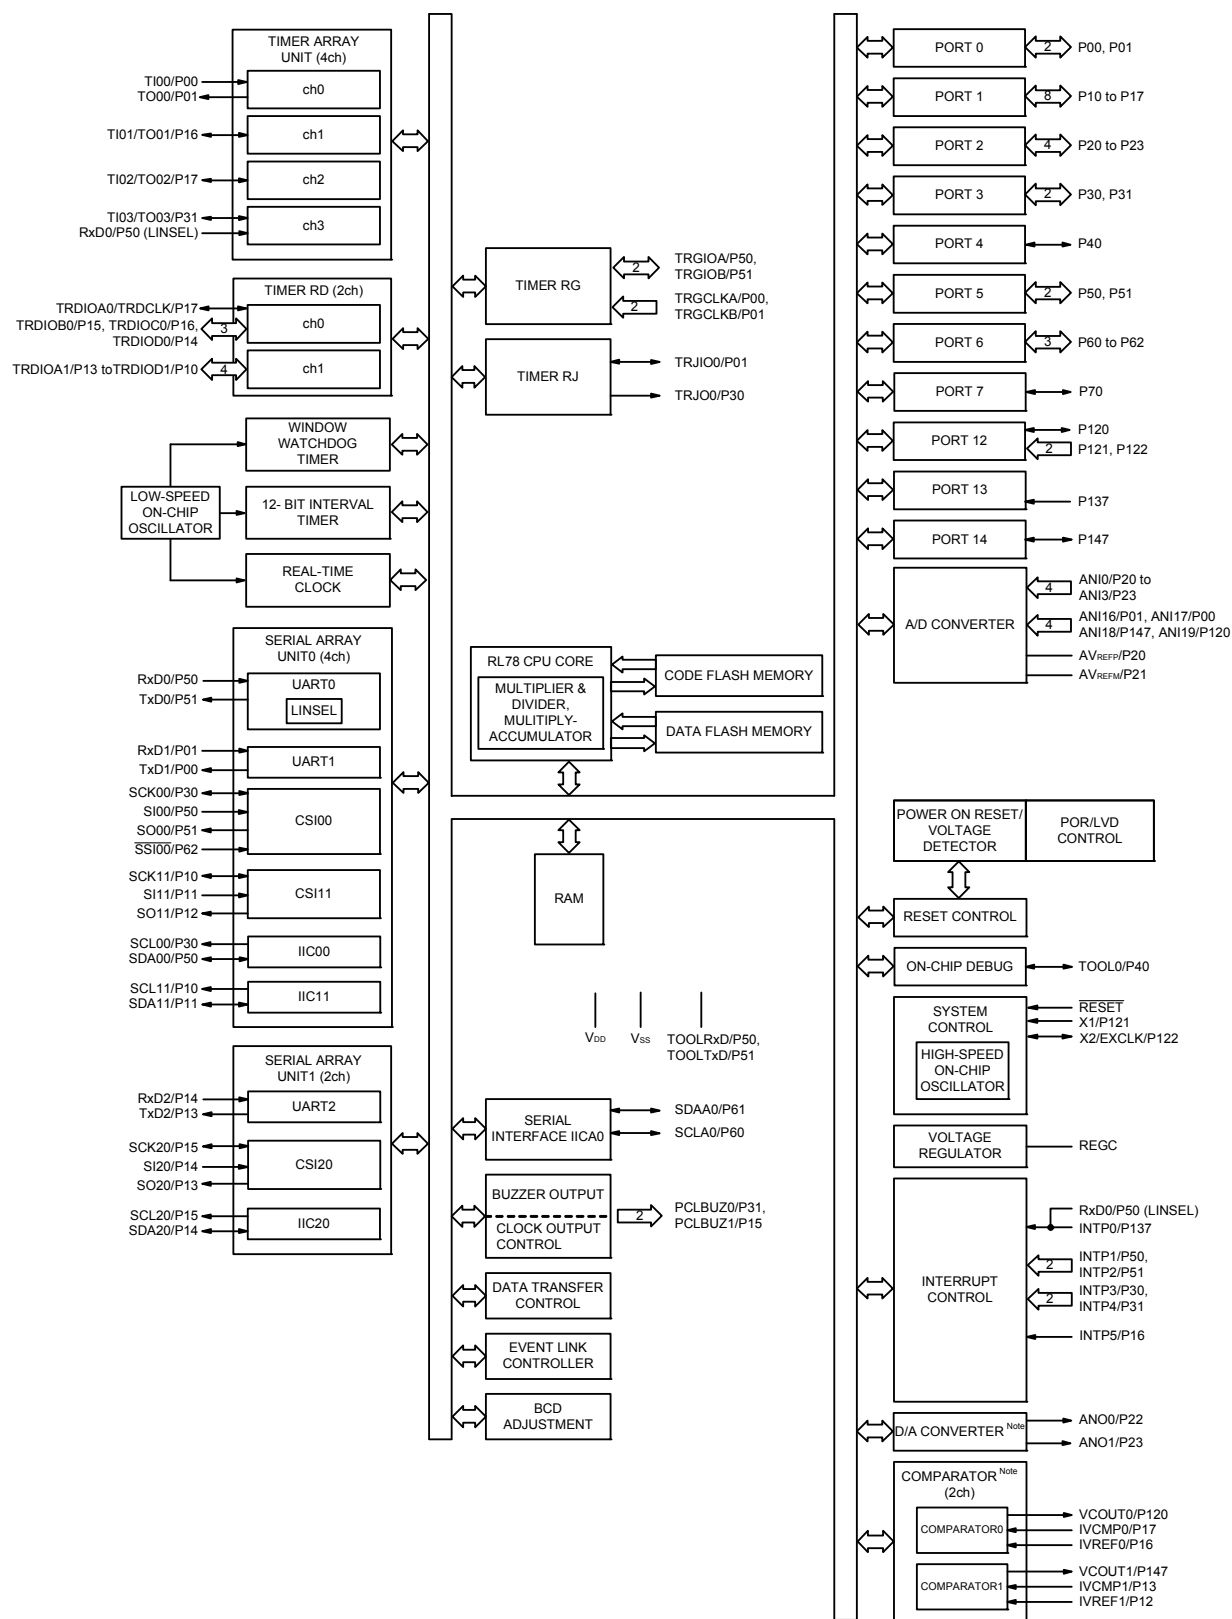 TIMER ARRAY
UNIT (4ch)
TI00/P00
TO00/P01
ch0
TI01/TO01/P16
ch1
TI02/TO02/P17
ch2
TI03/TO03/P31
RxD0/P50 (LINSEL)
ch3
TIMER RD (2ch)
TRDIOA0/TRDCLK/P17
TRDIOB0/P15, TRDIOC0/P16,
TRDIOD0/P14
3
ch0
TRDIOA1/P13 toTRDIOD1/P10
4
ch1
WINDOW
WATCHDOG
TIMER
LOW-SPEED
ON-CHIP
OSCILLATOR
12- BIT INTERVAL
TIMER
REAL-TIME
CLOCK
SERIAL ARRAY
UNIT0 (4ch)
RxD0/P50
TxD0/P51
UART0
LINSEL
RxD1/P01
TxD1/P00
UART1
SCK00/P30
SI00/P50
SO00/P51
SSI00/P62
CSI00
SCK11/P10
SI11/P11
SO11/P12
CSI11
SCL00/P30
SDA00/P50
IIC00
SCL11/P10
SDA11/P11
IIC11
SERIAL ARRAY
UNIT1 (2ch)
RxD2/P14
TxD2/P13
UART2
SCK20/P15
SI20/P14
SO20/P13
CSI20
SCL20/P15
SDA20/P14
IIC20
TIMER RG
2
TRGIOA/P50,
TRGIOB/P51
2
TRGCLKA/P00,
TRGCLKB/P01
TIMER RJ
TRJIO0/P01
TRJO0/P30
RL78 CPU CORE
MULTIPLIER &
DIVIDER,
MULITIPLY-
ACCUMULATOR
CODE FLASH MEMORY
DATA FLASH MEMORY
RAM
VDD
VSS
TOOLRxD/P50,
TOOLTxD/P51
SERIAL
INTERFACE IICA0
SDAA0/P61
SCLA0/P60
BUZZER OUTPUT
CLOCK OUTPUT
CONTROL
2
PCLBUZ0/P31,
PCLBUZ1/P15
DATA TRANSFER
CONTROL
EVENT LINK
CONTROLLER
BCD
ADJUSTMENT
PORT 0
2
P00, P01
PORT 1
8
P10 to P17
PORT 2
4
P20 to P23
PORT 3
2
P30, P31
PORT 4
P40
PORT 5
2
P50, P51
PORT 6
3
P60 to P62
PORT 7
P70
PORT 12
P120
2
P121, P122
PORT 13
P137
PORT 14
P147
A/D CONVERTER
4
ANI0/P20 to
ANI3/P23
4
ANI16/P01, ANI17/P00
ANI18/P147, ANI19/P120
AVREFP/P20
AVREFM/P21
POWER ON RESET/
VOLTAGE
DETECTOR
POR/LVD
CONTROL
RESET CONTROL
ON-CHIP DEBUG
TOOL0/P40
SYSTEM
CONTROL
HIGH-SPEED
ON-CHIP
OSCILLATOR
RESET
X1/P121
X2/EXCLK/P122
VOLTAGE
REGULATOR
REGC
INTERRUPT
CONTROL
RxD0/P50 (LINSEL)
INTP0/P137
2
INTP1/P50,
INTP2/P51
2
INTP3/P30,
INTP4/P31
INTP5/P16
D/A CONVERTER Note
ANO0/P22
ANO1/P23
COMPARATOR Note
(2ch)
COMPARATOR0
VCOUT0/P120
IVCMP0/P17
IVREF0/P16
COMPARATOR1
VCOUT1/P147
IVCMP1/P13
IVREF1/P12